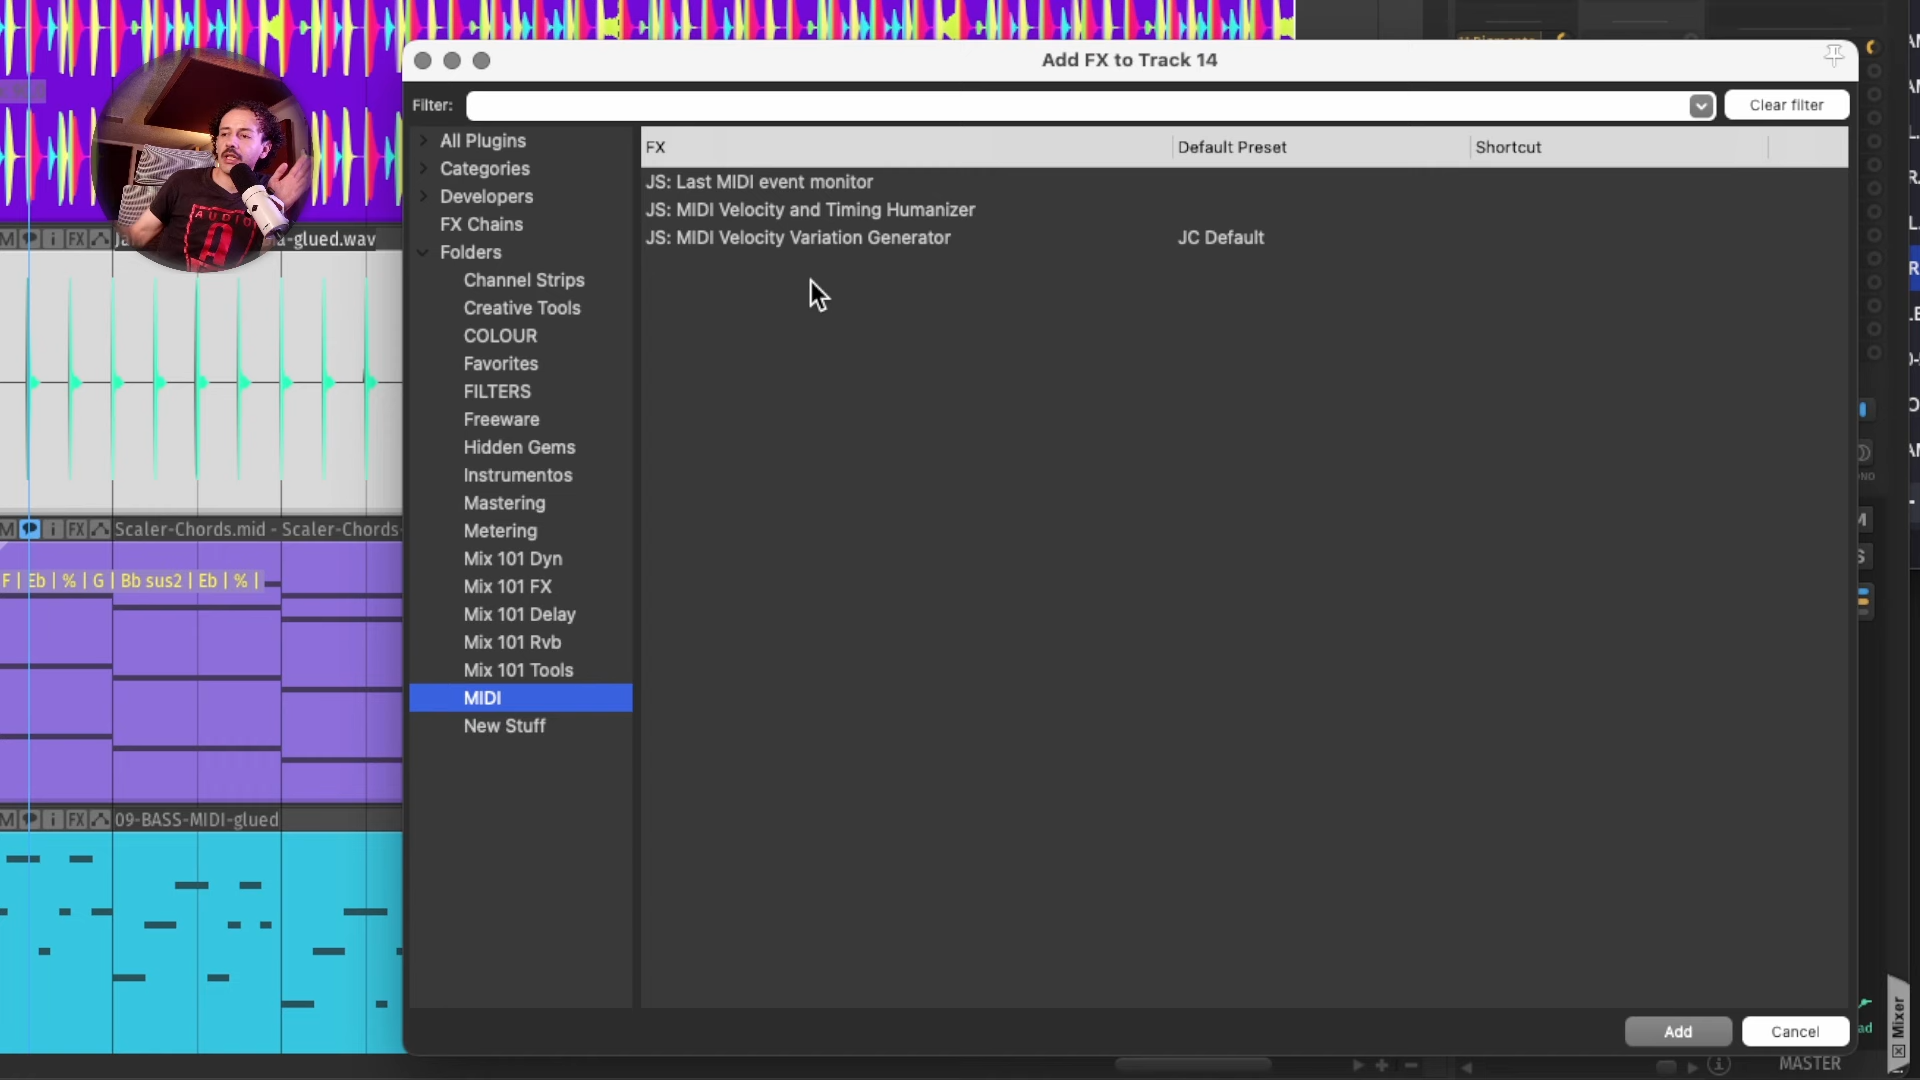 Add FX to Track 14
Filter:
Clear filter
All Plugins
Categories
Developers
FX Chains
Folders
Channel Strips
Creative Tools
COLOUR
Favorites
FILTERS
Freeware
Hidden Gems
Instrumentos
Mastering
Metering
Mix 101 Dyn
Mix 101 FX
Mix 101 Delay
Mix 101 Rvb
Mix 101 Tools
MIDI
New Stuff
FX Default Preset Shortcut
JS: Last MIDI event monitor
JS: MIDI Velocity and Timing Humanizer
JS: MIDI Velocity Variation Generator JC Default
Add Cancel
AUDIO
A
M i FX a-glued.wav
M i FX Scaler-Chords.mid - Scaler-Chords-
F | Eb | % | G | Bb sus2 | Eb | % |
M i FX 09-BASS-MIDI-glued
M
S
Mixer
MASTER